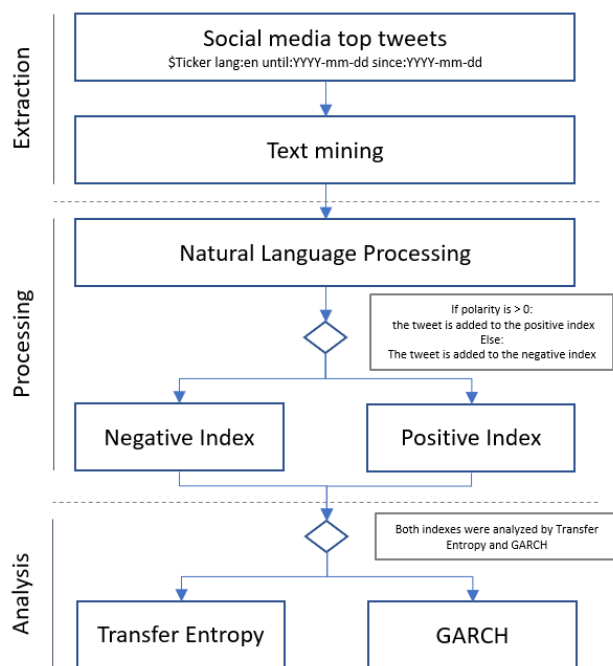 Extraction
Social media top tweets
$Ticker lang:en until:YYYY-mm-dd since:YYYY-mm-dd
Text mining
Processing
Natural Language Processing
If polarity is > 0:
the tweet is added to the positive index
Else:
The tweet is added to the negative index
Negative Index
Positive Index
Analysis
Both indexes were analyzed by Transfer
Entropy and GARCH
Transfer Entropy
GARCH